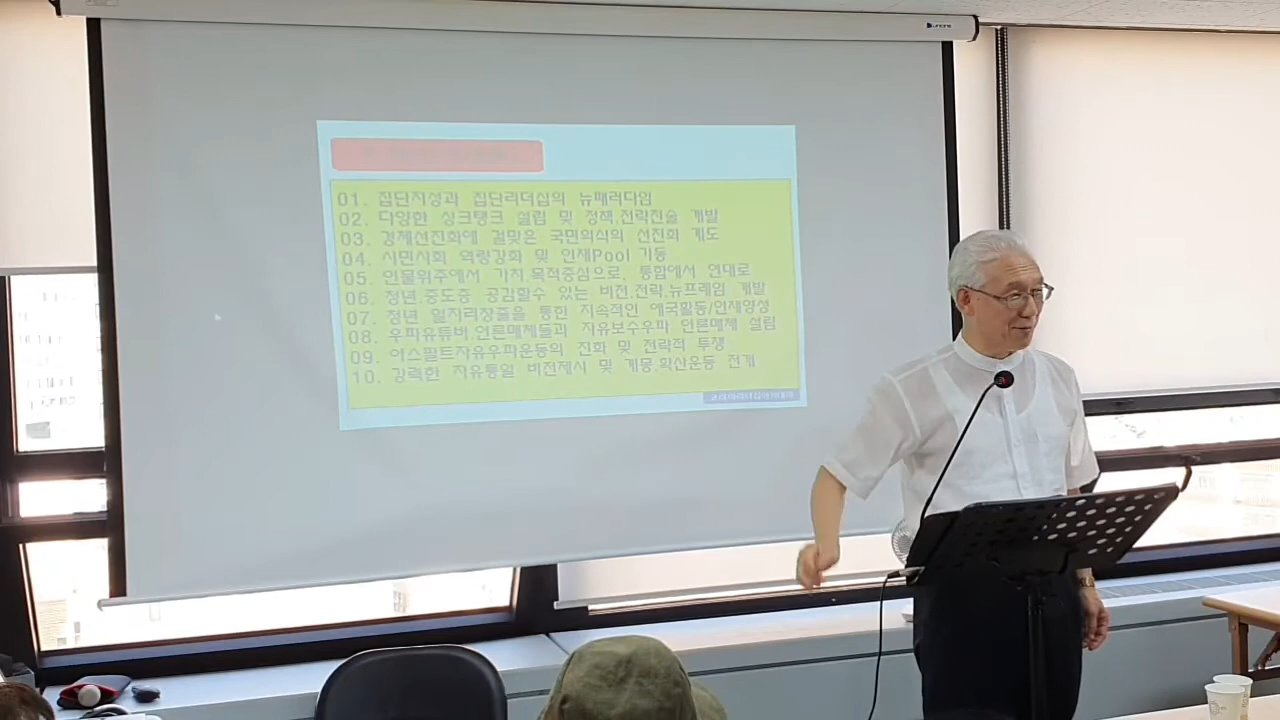 01. 집단지성과 집단리더십의 뉴패러다임
02. 다양한 싱크탱크 설립 및 정책,전략전술 개발
03. 경제선진화에 걸맞은 국민의식의 선진화 계도
04. 시민사회 역량강화 및 인재Pool 가동
05. 인물위주에서 가치,목적중심으로, 통합에서 연대로
06. 청년,중도층 공감할수 있는 비전,전략,뉴프레임 개발
07. 청년 일자리창출을 통한 지속적인 애국활동/인재양성
08. 우파유튜버,언론매체들과 자유보수우파 언론매체 설립
09. 아스팔트자유우파운동의 진화 및 전략적 투쟁
10. 강력한 자유통일 비전제시 및 계몽,확산운동 전개